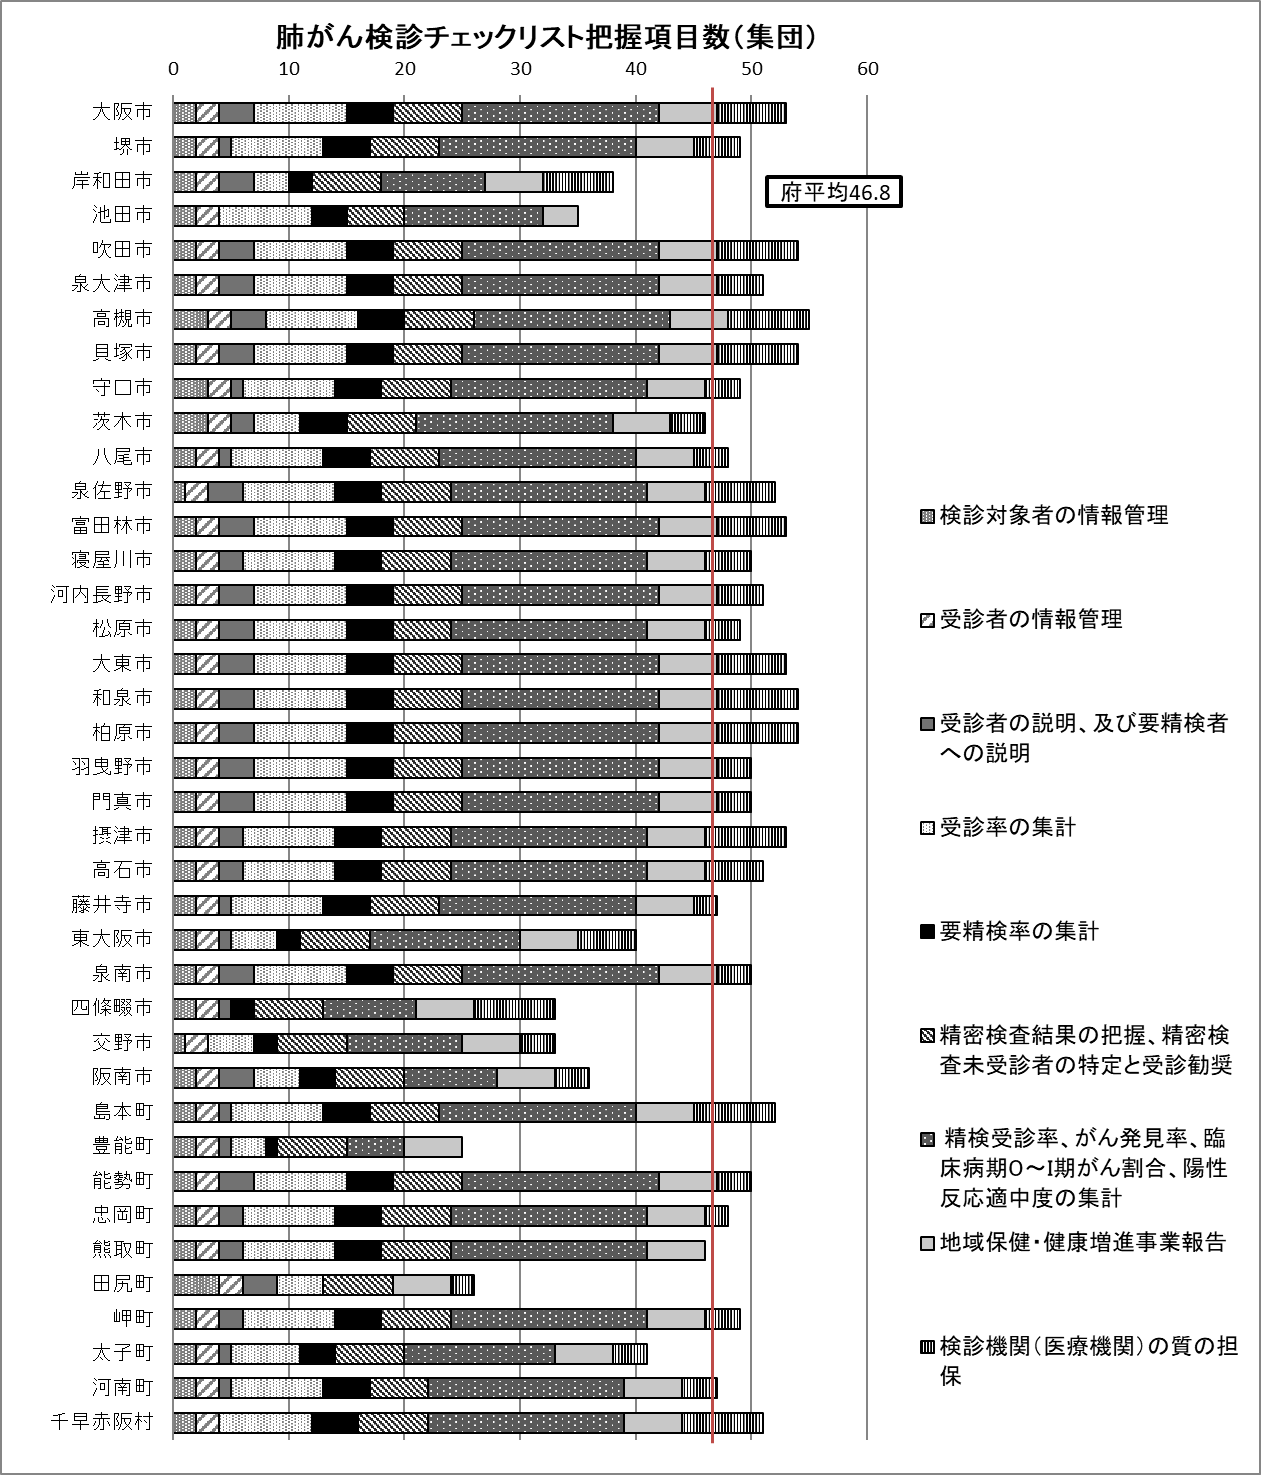 肺がん検診チェックリスト把握項目数（集団）
0 10 20 30 40 50 60
大阪市
堺市
岸和田市
府平均46.8
池田市
吹田市
泉大津市
高槻市
貝塚市
守口市
茨木市
八尾市
泉佐野市
富田林市
寝屋川市
河内長野市
松原市
大東市
和泉市
柏原市
羽曳野市
門真市
摂津市
高石市
藤井寺市
東大阪市
泉南市
四條畷市
交野市
阪南市
島本町
豊能町
能勢町
忠岡町
熊取町
田尻町
岬町
太子町
河南町
千早赤阪村
検診対象者の情報管理
受診者の情報管理
受診者の説明、及び要精検者
への説明
受診率の集計
要精検率の集計
精密検査結果の把握、精密検
査未受診者の特定と受診勧奨
精検受診率、がん発見率、臨
床病期0～I期がん割合、陽性
反応適中度の集計
地域保健・健康増進事業報告
検診機関（医療機関）の質の担
保